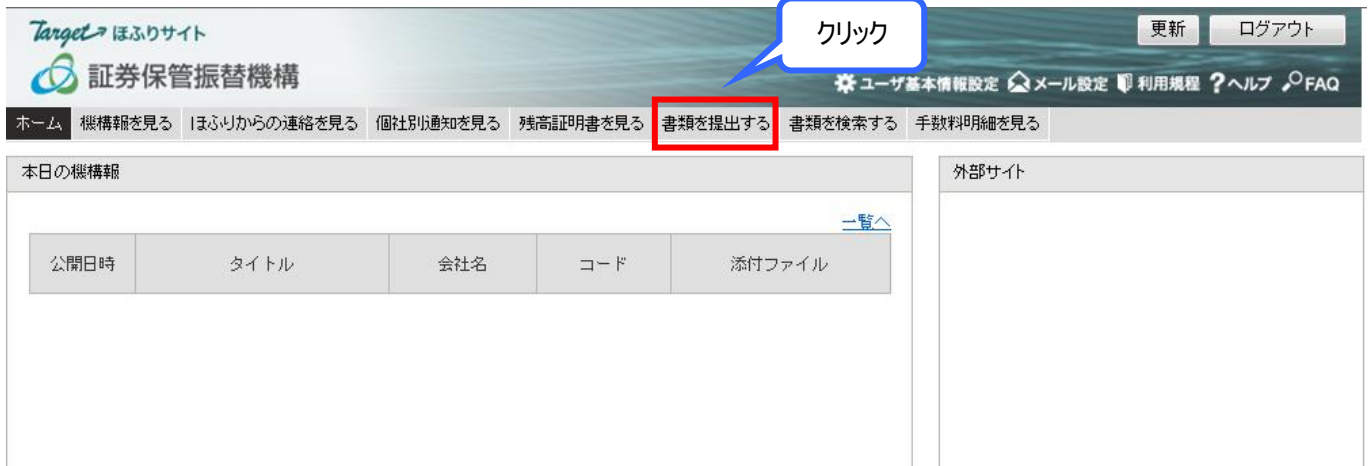 Target ほふりサイト
クリック
更新 ログアウト
証券保管振替機構
ユーザ基本情報設定 メール設定 利用規程 ヘルプ FAQ
ホーム 機構報を見る ほふりからの連絡を見る 個社別通知を見る 残高証明書を見る 書類を提出する 書類を検索する 手数料明細を見る
本日の機構報
外部サイト
一覧へ
公開日時 タイトル 会社名 コード 添付ファイル